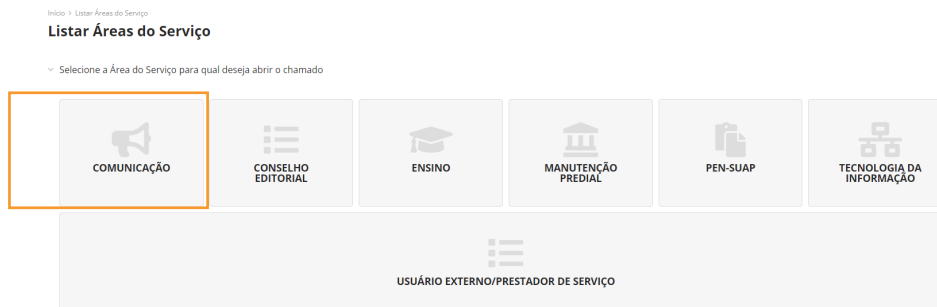 Início > Listar Áreas do Serviço
Listar Áreas do Serviço
Selecione a Área do Serviço para qual deseja abrir o chamado
COMUNICAÇÃO
CONSELHO
EDITORIAL
ENSINO
MANUTENÇÃO
PREDIAL
PEN-SUAP
TECNOLOGIA DA
INFORMAÇÃO
USUÁRIO EXTERNO/PRESTADOR DE SERVIÇO